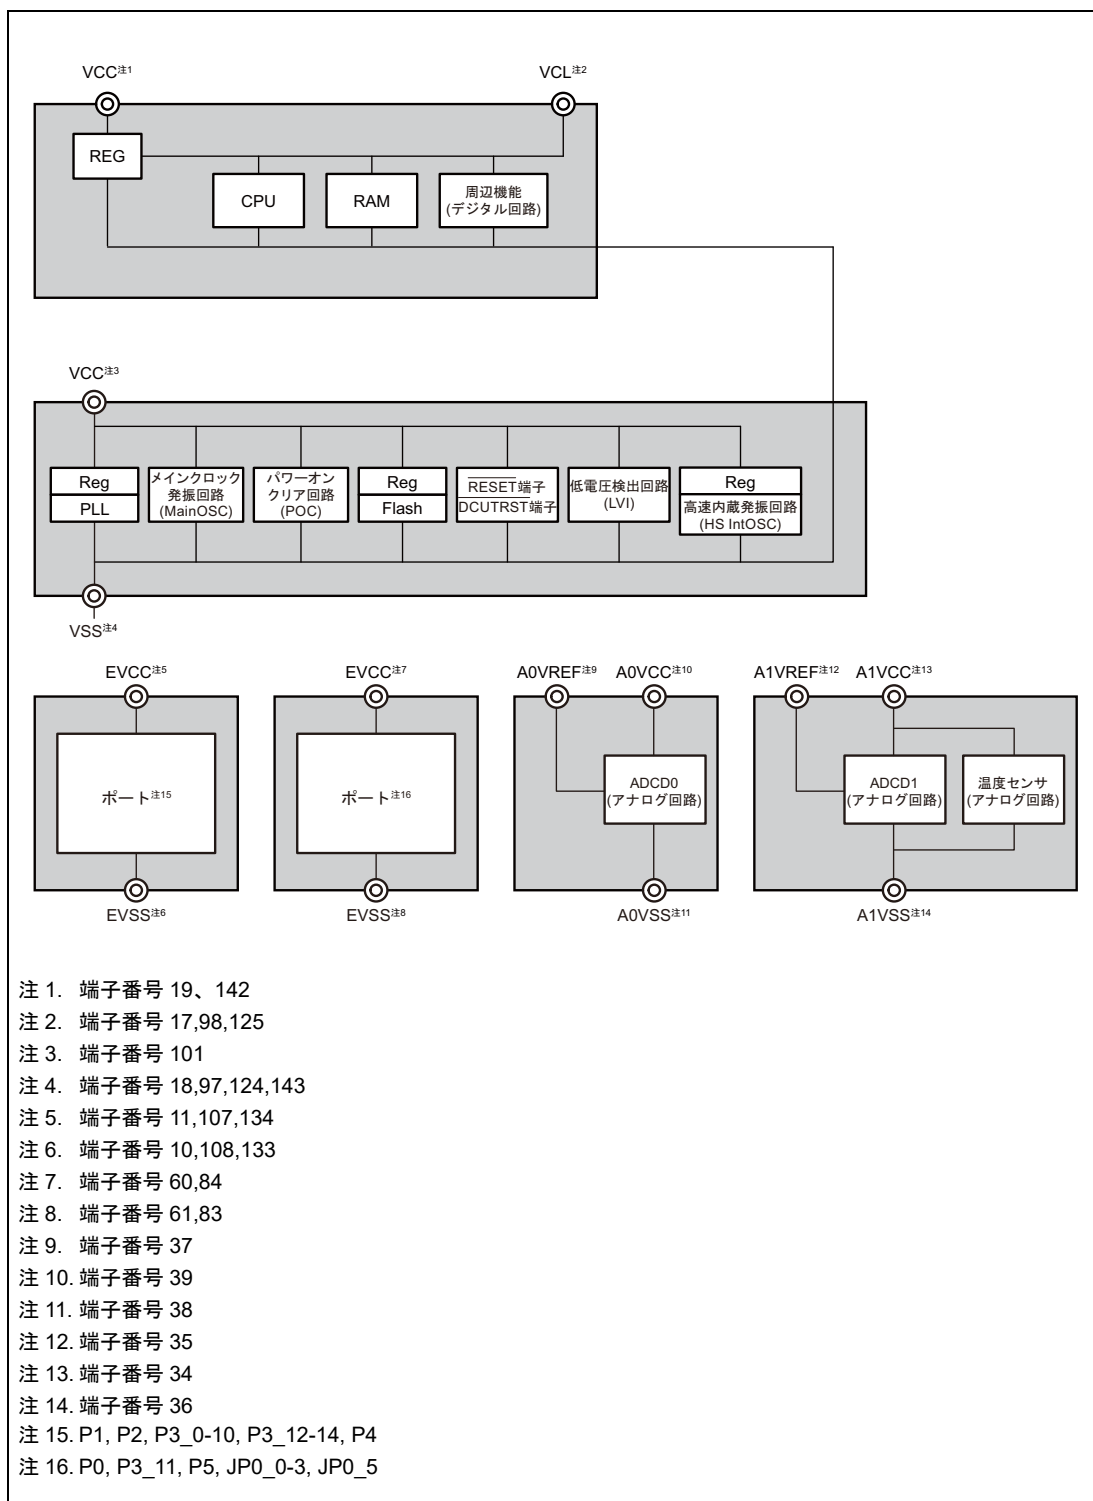 VCC注1
VCL注2
REG
CPU
RAM
周辺機能
(デジタル回路)
VCC注3
Reg
PLL
メインクロック
発振回路
(MainOSC)
パワーオン
クリア回路
(POC)
Reg
Flash
RESET端子
DCUTRST端子
低電圧検出回路
(LVI)
Reg
高速内蔵発振回路
(HS IntOSC)
VSS注4
EVCC注5
EVCC注7
A0VREF注9
A0VCC注10
A1VREF注12
A1VCC注13
ポート注15
ポート注16
ADCD0
(アナログ回路)
ADCD1
(アナログ回路)
温度センサ
(アナログ回路)
EVSS注6
EVSS注8
A0VSS注11
A1VSS注14
注 1. 端子番号 19、142
注 2. 端子番号 17,98,125
注 3. 端子番号 101
注 4. 端子番号 18,97,124,143
注 5. 端子番号 11,107,134
注 6. 端子番号 10,108,133
注 7. 端子番号 60,84
注 8. 端子番号 61,83
注 9. 端子番号 37
注 10. 端子番号 39
注 11. 端子番号 38
注 12. 端子番号 35
注 13. 端子番号 34
注 14. 端子番号 36
注 15. P1, P2, P3_0-10, P3_12-14, P4
注 16. P0, P3_11, P5, JP0_0-3, JP0_5